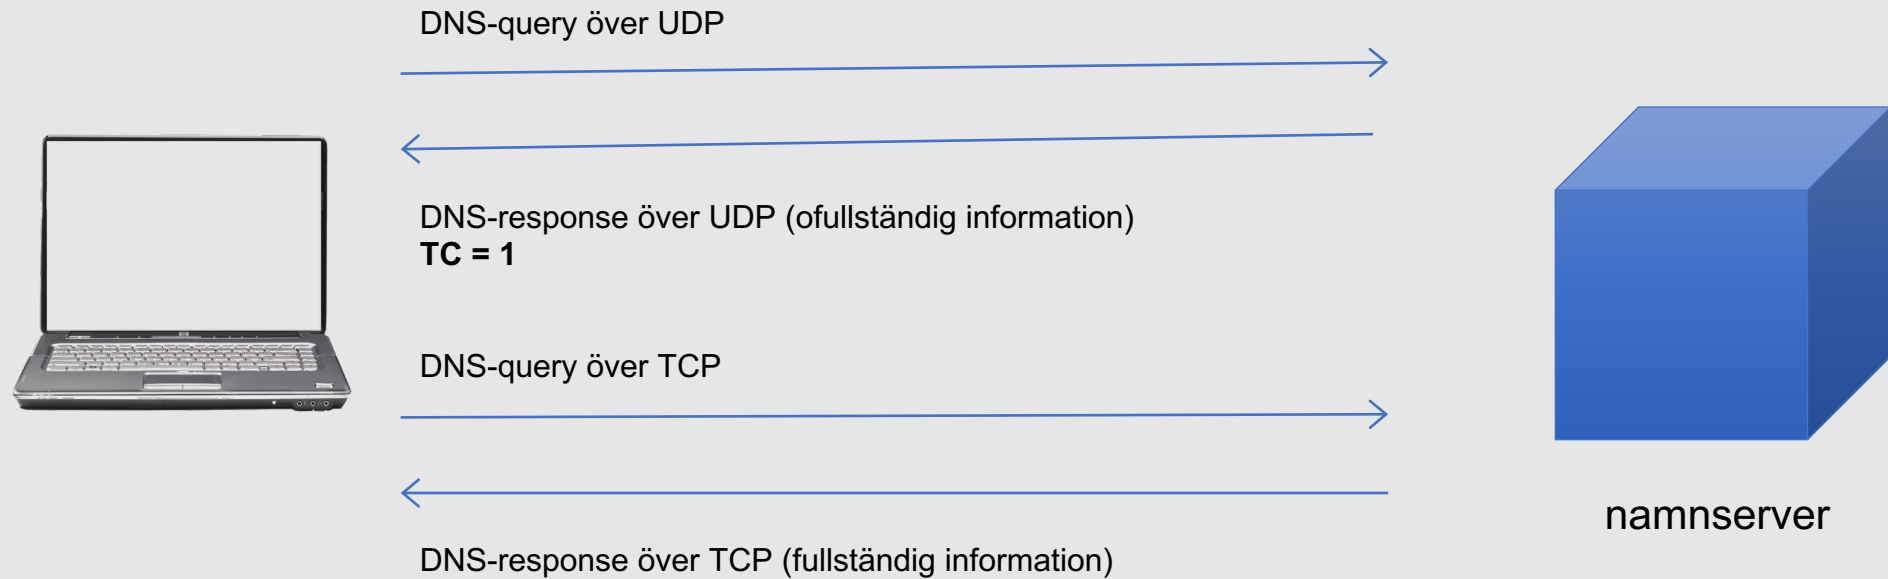 DNS-query över UDP
DNS-response över UDP (ofullständig information)
TC = 1
DNS-query över TCP
DNS-response över TCP (fullständig information)
namnserver